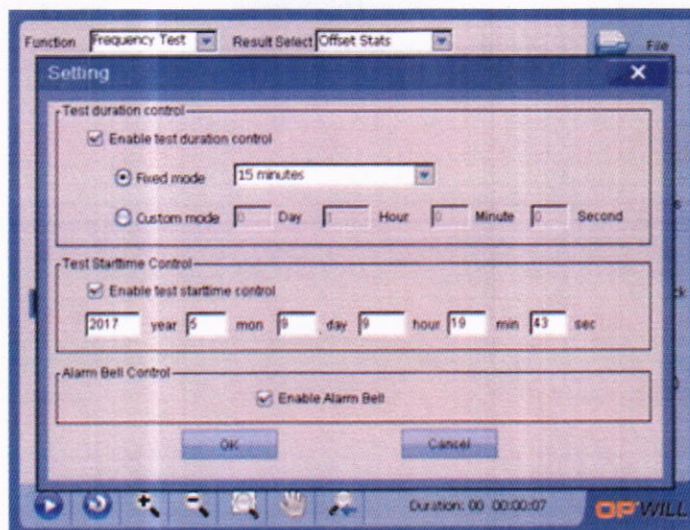 Function Frequency Test Result Select Offset Stats File
Setting
Test duration control
Enable test duration control
Fixed mode 15 minutes
Custom mode 0 Day 1 Hour 0 Minute 0 Second
Test Starttime Control
Enable test starttime control
2017 year 5 mon 9 day 9 hour 19 min 43 sec
Alarm Bell Control
Enable Alarm Bell
OK Cancel
Duration: 00 00:00:07 OPWILL